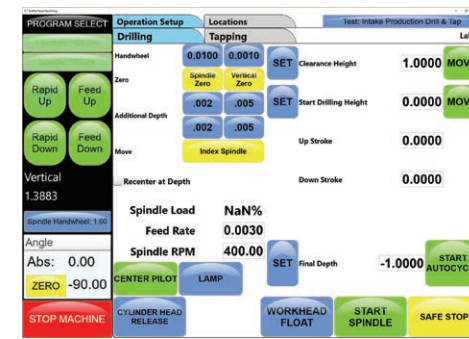 PROGRAM SELECT
Operation Setup
Locations
Test: Intake Production Drill & Tap
Drilling
Tapping
Handwheel
0.0100
0.0010
SET
Clearance Height
1.0000
MOV
Zero
Spindle Zero
Vertical Zero
Rapid Up
Feed Up
Additional Depth
.002
.005
SET
Start Drilling Height
0.0000
MOV
.002
.005
Rapid Down
Feed Down
Move
Index Spindle
Up Stroke
0.0000
Vertical
1.3883
Recenter at Depth
Down Stroke
0.0000
Spindle Handwheel: 1.00
Spindle Load
NaN%
Feed Rate
0.0030
Angle
Abs: 0.00
Spindle RPM
400.00
SET
Final Depth
-1.0000
START AUTOCYC
ZERO
-90.00
CENTER PILOT
LAMP
STOP MACHINE
CYLINDER HEAD RELEASE
WORKHEAD FLOAT
START SPINDLE
SAFE STOP